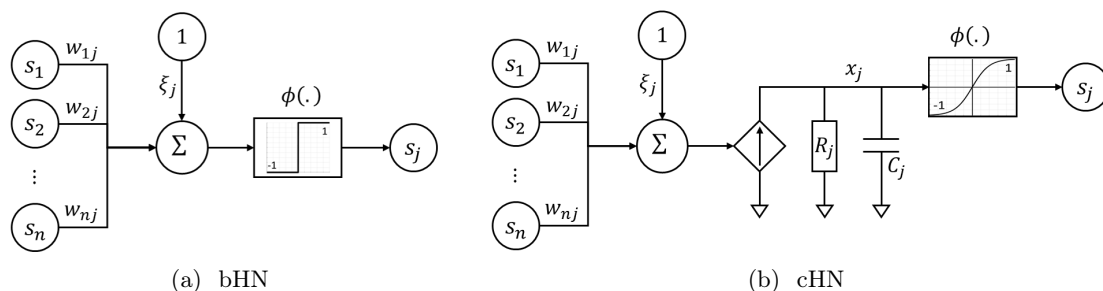 s₁ w₁ⱼ
s₂ w₂ⱼ
⋮
sₙ wₙⱼ
1
ξⱼ
Σ
ϕ(.)
1
-1
sⱼ
(a) bHN
s₁ w₁ⱼ
s₂ w₂ⱼ
⋮
sₙ wₙⱼ
1
ξⱼ
Σ
Rⱼ
Cⱼ
xⱼ
ϕ(.)
1
-1
sⱼ
(b) cHN